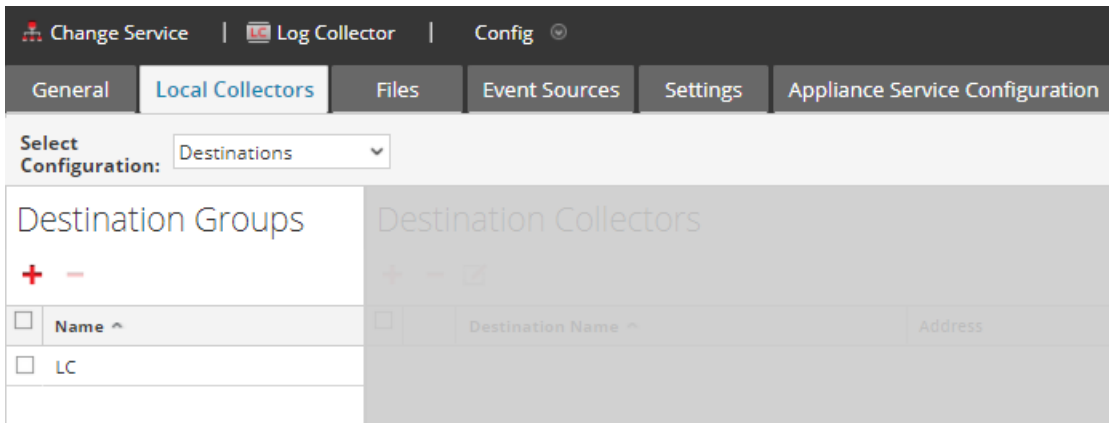 Change Service | LC Log Collector | Config
General Local Collectors Files Event Sources Settings Appliance Service Configuration
Select
Configuration: Destinations
Destination Groups Destination Collectors
Name Destination Name Address
LC